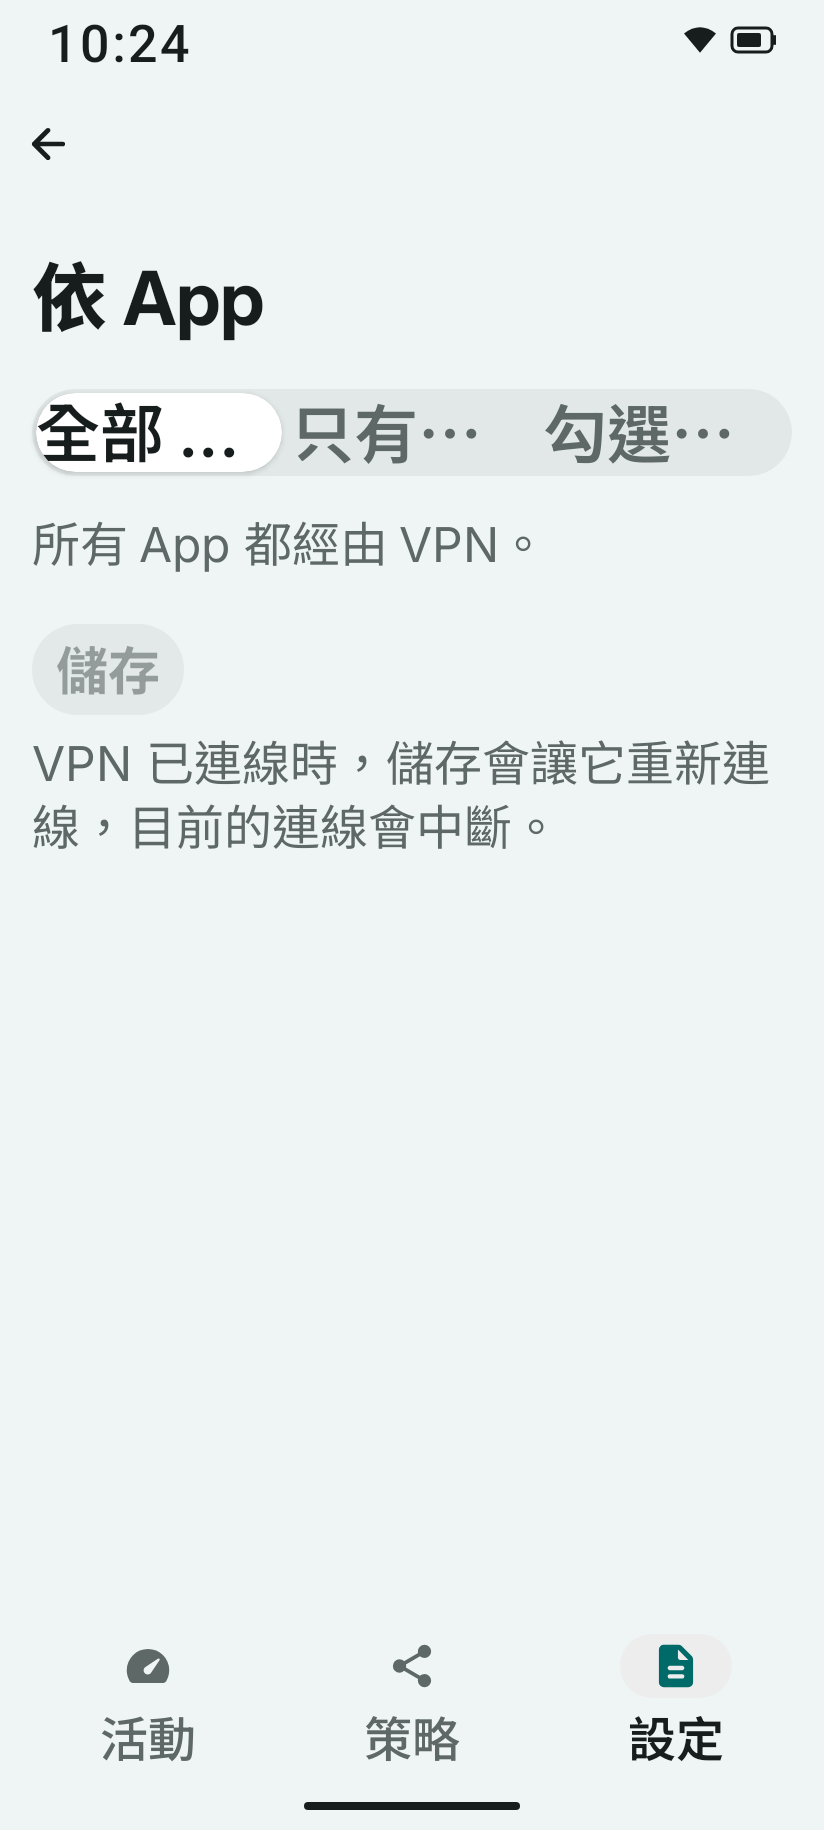 10:24
依 App
全部 ...
只有…
勾選…
所有 App 都經由 VPN。
儲存
VPN 已連線時，儲存會讓它重新連
線，目前的連線會中斷。
活動
策略
設定